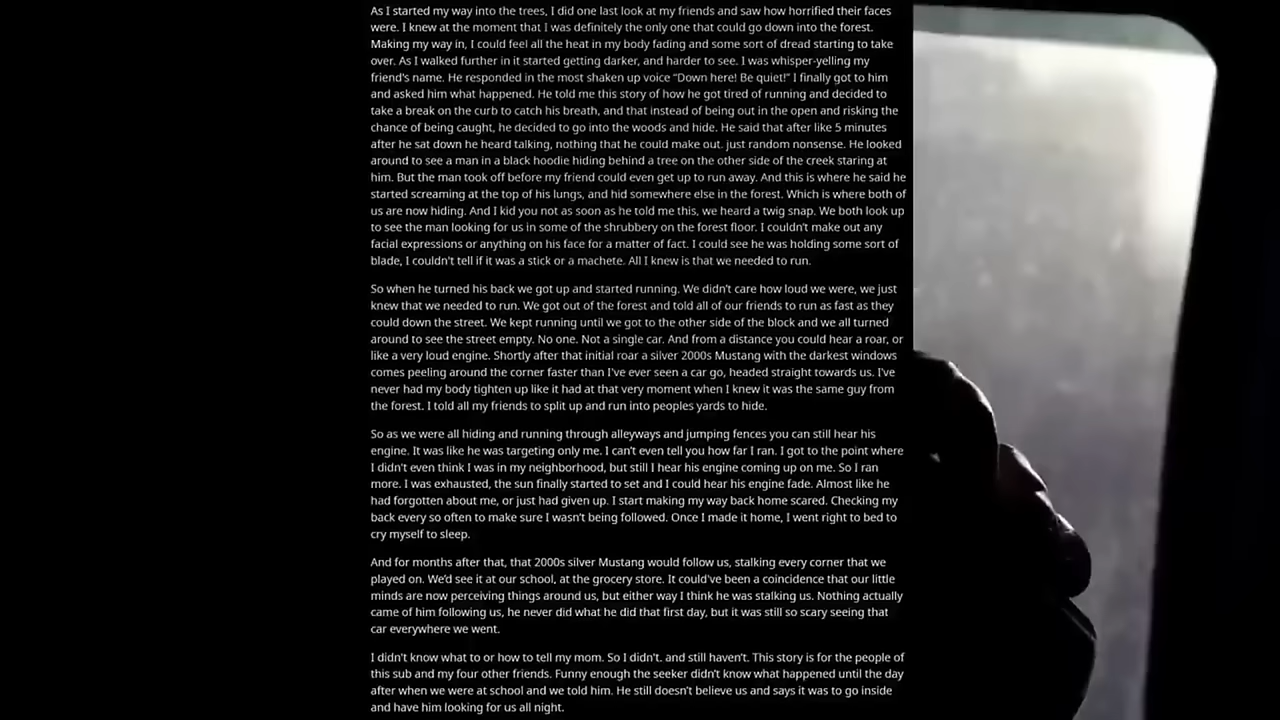 As I started my way into the trees, I did one last look at my friends and saw how horrified their faces
were. I knew at the moment that I was definitely the only one that could go down into the forest.
Making my way in, I could feel all the heat in my body fading and some sort of dread starting to take
over. As I walked further in it started getting darker, and harder to see. I was whisper-yelling my
friend's name. He responded in the most shaken up voice “Down here! Be quiet!” I finally got to him
and asked him what happened. He told me this story of how he got tired of running and decided to
take a break on the curb to catch his breath, and that instead of being out in the open and risking the
chance of being caught, he decided to go into the woods and hide. He said that after like 5 minutes
after he sat down he heard talking, nothing that he could make out. just random nonsense. He looked
around to see a man in a black hoodie hiding behind a tree on the other side of the creek staring at
him. But the man took off before my friend could even get up to run away. And this is where he said he
started screaming at the top of his lungs, and hid somewhere else in the forest. Which is where both of
us are now hiding. And I kid you not as soon as he told me this, we heard a twig snap. We both look up
to see the man looking for us in some of the shrubbery on the forest floor. I couldn’t make out any
facial expressions or anything on his face for a matter of fact. I could see he was holding some sort of
blade, I couldn't tell if it was a stick or a machete. All I knew is that we needed to run.
So when he turned his back we got up and started running. We didn’t care how loud we were, we just
knew that we needed to run. We got out of the forest and told all of our friends to run as fast as they
could down the street. We kept running until we got to the other side of the block and we all turned
around to see the street empty. No one. Not a single car. And from a distance you could hear a roar, or
like a very loud engine. Shortly after that initial roar a silver 2000s Mustang with the darkest windows
comes peeling around the corner faster than I’ve ever seen a car go, headed straight towards us. I’ve
never had my body tighten up like it had at that very moment when I knew it was the same guy from
the forest. I told all my friends to split up and run into peoples yards to hide.
So as we were all hiding and running through alleyways and jumping fences you can still hear his
engine. It was like he was targeting only me. I can’t even tell you how far I ran. I got to the point where
I didn't even think I was in my neighborhood, but still I hear his engine coming up on me. So I ran
more. I was exhausted, the sun finally started to set and I could hear his engine fade. Almost like he
had forgotten about me, or just had given up. I start making my way back home scared. Checking my
back every so often to make sure I wasn’t being followed. Once I made it home, I went right to bed to
cry myself to sleep.
And for months after that, that 2000s silver Mustang would follow us, stalking every corner that we
played on. We’d see it at our school, at the grocery store. It could've been a coincidence that our little
minds are now perceiving things around us, but either way I think he was stalking us. Nothing actually
came of him following us, he never did what he did that first day, but it was still so scary seeing that
car everywhere we went.
I didn't know what to or how to tell my mom. So I didn't. and still haven’t. This story is for the people of
this sub and my four other friends. Funny enough the seeker didn’t know what happened until the day
after when we were at school and we told him. He still doesn’t believe us and says it was to go inside
and have him looking for us all night.